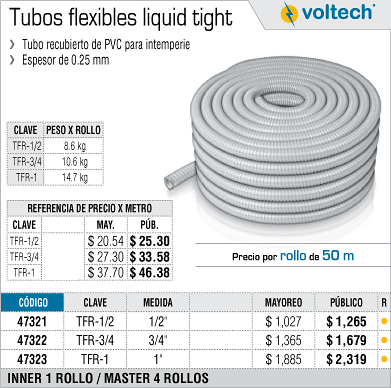 Tubos flexibles liquid tight
voltech®
Tubo recubierto de PVC para intemperie
Espesor de 0.25 mm
CLAVE PESO X ROLLO
TFR-1/2 8.6 kg
TFR-3/4 10.6 kg
TFR-1 14.7 kg
REFERENCIA DE PRECIO X METRO
CLAVE MAY. PÚB.
TFR-1/2 $ 20.54 $ 25.30
TFR-3/4 $ 27.30 $ 33.58
TFR-1 $ 37.70 $ 46.38
Precio por rollo de 50 m
CÓDIGO CLAVE MEDIDA MAYOREO PÚBLICO R
47321 TFR-1/2 1/2" $ 1,027 $ 1,265
47322 TFR-3/4 3/4" $ 1,365 $ 1,679
47323 TFR-1 1" $ 1,885 $ 2,319
INNER 1 ROLLO / MASTER 4 ROLLOS